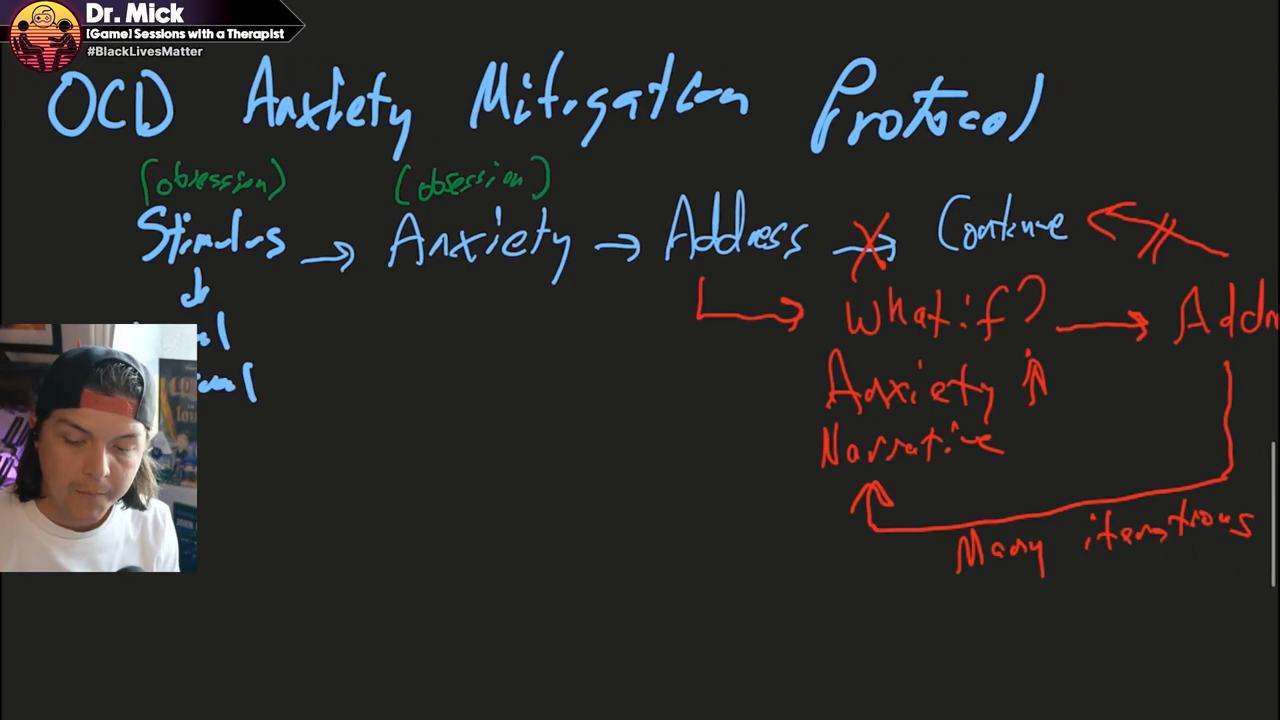 Dr. Mick
[Game] Sessions with a Therapist
#BlackLivesMatter
OCD Anxiety Mitigation Protocol
(obsession) (obsession)
Stimulus → Anxiety → Address → Continue
What if? → Addr
Anxiety ↑
Narrative
Many iterations